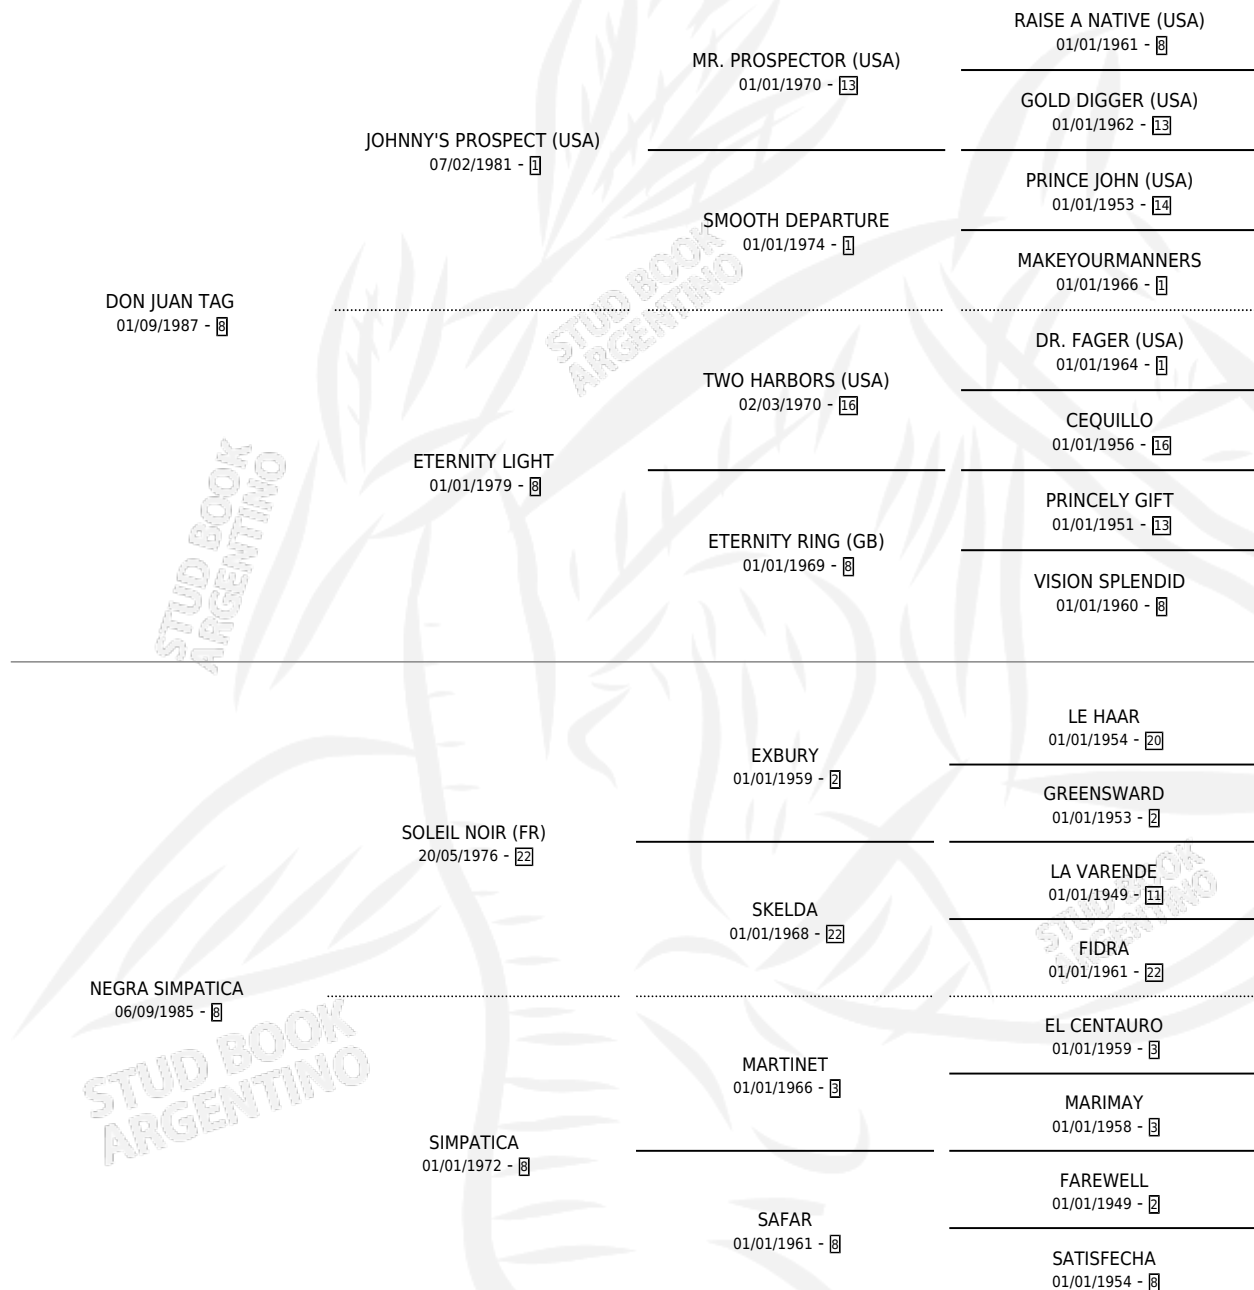 RAISE A NATIVE (USA)
01/01/1961 - 8
MR. PROSPECTOR (USA)
01/01/1970 - 13
GOLD DIGGER (USA)
01/01/1962 - 13
JOHNNY'S PROSPECT (USA)
07/02/1981 - 1
PRINCE JOHN (USA)
01/01/1953 - 14
SMOOTH DEPARTURE
01/01/1974 - 1
MAKEYOURMANNERS
01/01/1966 - 1
DON JUAN TAG
01/09/1987 - 8
DR. FAGER (USA)
01/01/1964 - 1
TWO HARBORS (USA)
02/03/1970 - 16
CEQUILLO
01/01/1956 - 16
ETERNITY LIGHT
01/01/1979 - 8
PRINCELY GIFT
01/01/1951 - 13
ETERNITY RING (GB)
01/01/1969 - 8
VISION SPLENDID
01/01/1960 - 8
LE HAAR
01/01/1954 - 20
EXBURY
01/01/1959 - 2
GREENSWARD
01/01/1953 - 2
SOLEIL NOIR (FR)
20/05/1976 - 22
LA VARENDE
01/01/1949 - 11
SKELDA
01/01/1968 - 22
FIDRA
01/01/1961 - 22
NEGRA SIMPATICA
06/09/1985 - 8
EL CENTAURO
01/01/1959 - 3
MARTINET
01/01/1966 - 3
MARIMAY
01/01/1958 - 3
SIMPATICA
01/01/1972 - 8
FAREWELL
01/01/1949 - 2
SAFAR
01/01/1961 - 8
SATISFECHA
01/01/1954 - 8
STUD BOOK
ARGENTINO
STUD BOOK
ARGENTINO
STUD BOOK
ARGENTINO
STUD BOOK
ARGENTINO